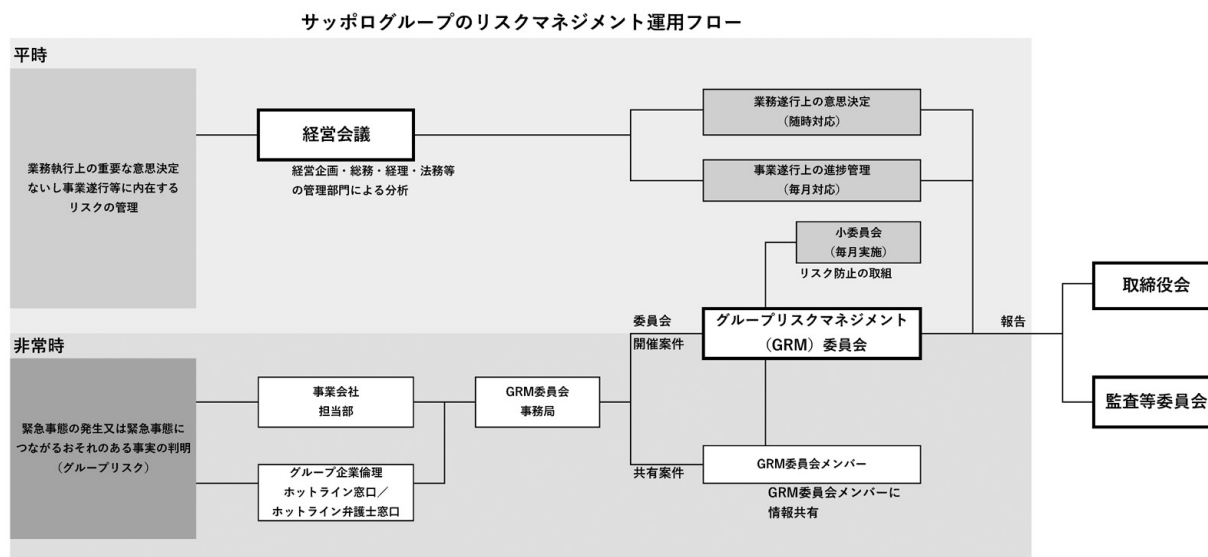 サッポログループのリスクマネジメント運用フロー
平時
業務執行上の重要な意思決定
ないし事業遂行等に内在する
リスクの管理
経営会議
経営企画・総務・経理・法務等
の管理部門による分析
業務遂行上の意思決定
（随時対応）
事業遂行上の進捗管理
（毎月対応）
小委員会
（毎月実施）
リスク防止の取組
委員会
開催案件
グループリスクマネジメント
（GRM）委員会
報告
取締役会
監査等委員会
非常時
緊急事態の発生又は緊急事態に
つながるおそれのある事実の判明
（グループリスク）
事業会社
担当部
グループ企業倫理
ホットライン窓口／
ホットライン弁護士窓口
GRM委員会
事務局
共有案件
GRM委員会メンバー
GRM委員会メンバーに
情報共有